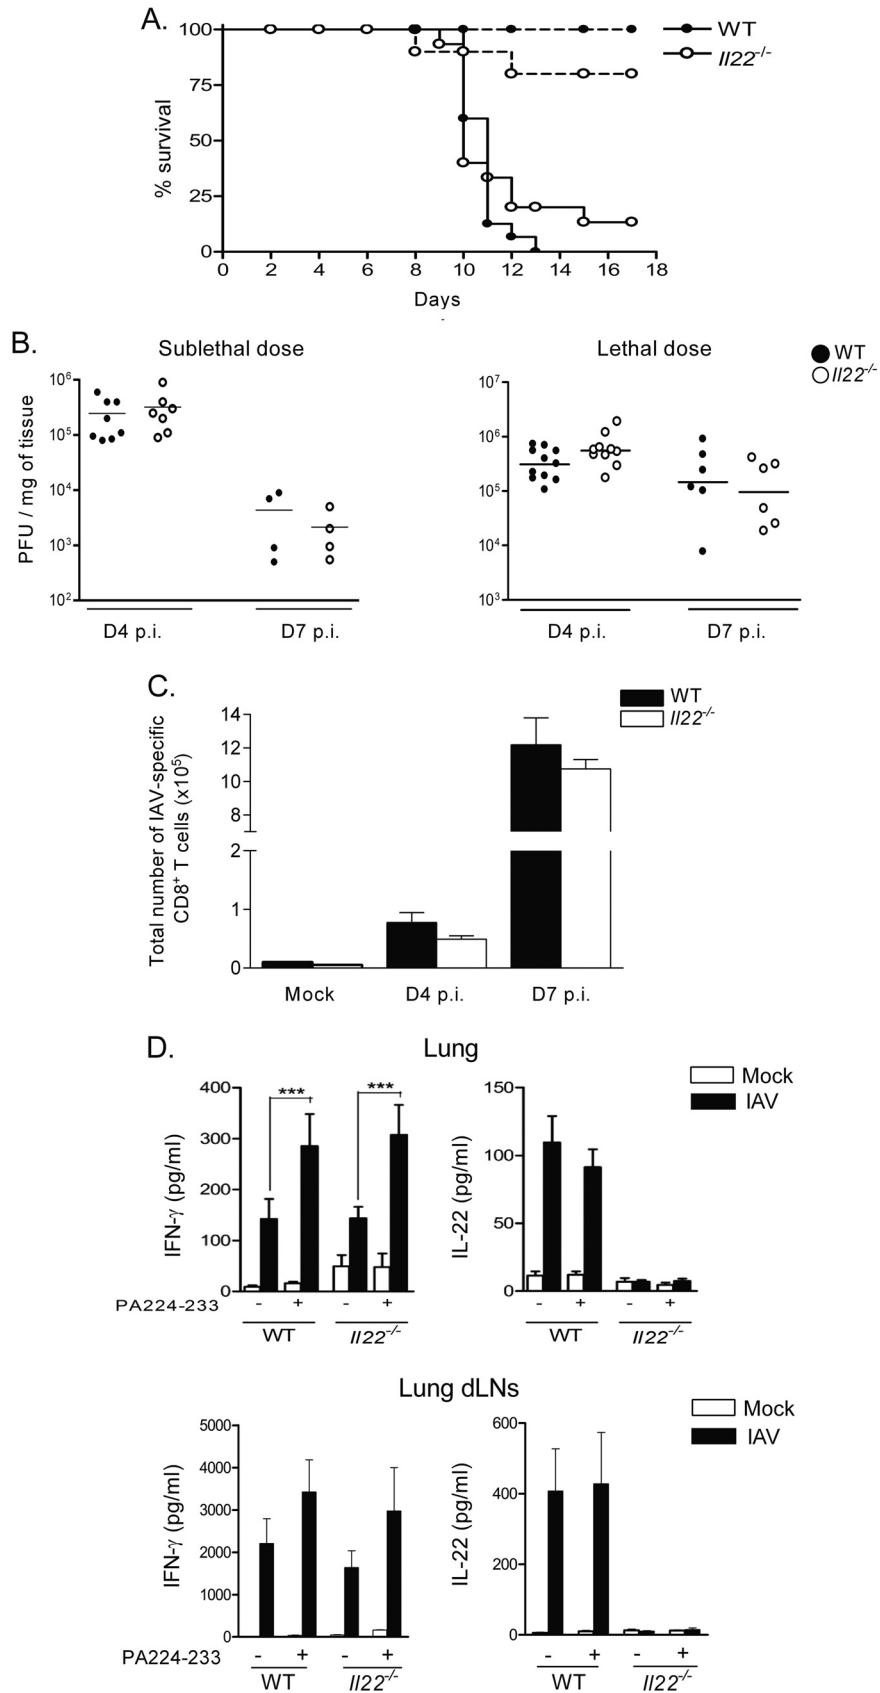 A.
100
75
50
25
0
% survival
0 2 4 6 8 10 12 14 16 18
Days
WT
Il22-/-
B.
Sublethal dose
Lethal dose
WT
Il22-/-
PFU / mg of tissue
10^6
10^5
10^4
10^3
10^2
D4 p.i. D7 p.i.
10^7
10^6
10^5
10^4
10^3
D4 p.i. D7 p.i.
C.
WT
Il22-/-
Total number of IAV-specific
CD8+ T cells (x10^5)
14
12
10
8
2
1
0
Mock D4 p.i. D7 p.i.
D.
Lung
Mock
IAV
IFN-γ (pg/ml)
400
300
200
100
0
*** ***
PA224-233 - + - +
WT Il22-/-
IL-22 (pg/ml)
150
100
50
0
- + - +
WT Il22-/-
Lung dLNs
Mock
IAV
IFN-γ (pg/ml)
5000
4000
3000
2000
1000
0
PA224-233 - + - +
WT Il22-/-
IL-22 (pg/ml)
600
400
200
0
- + - +
WT Il22-/-